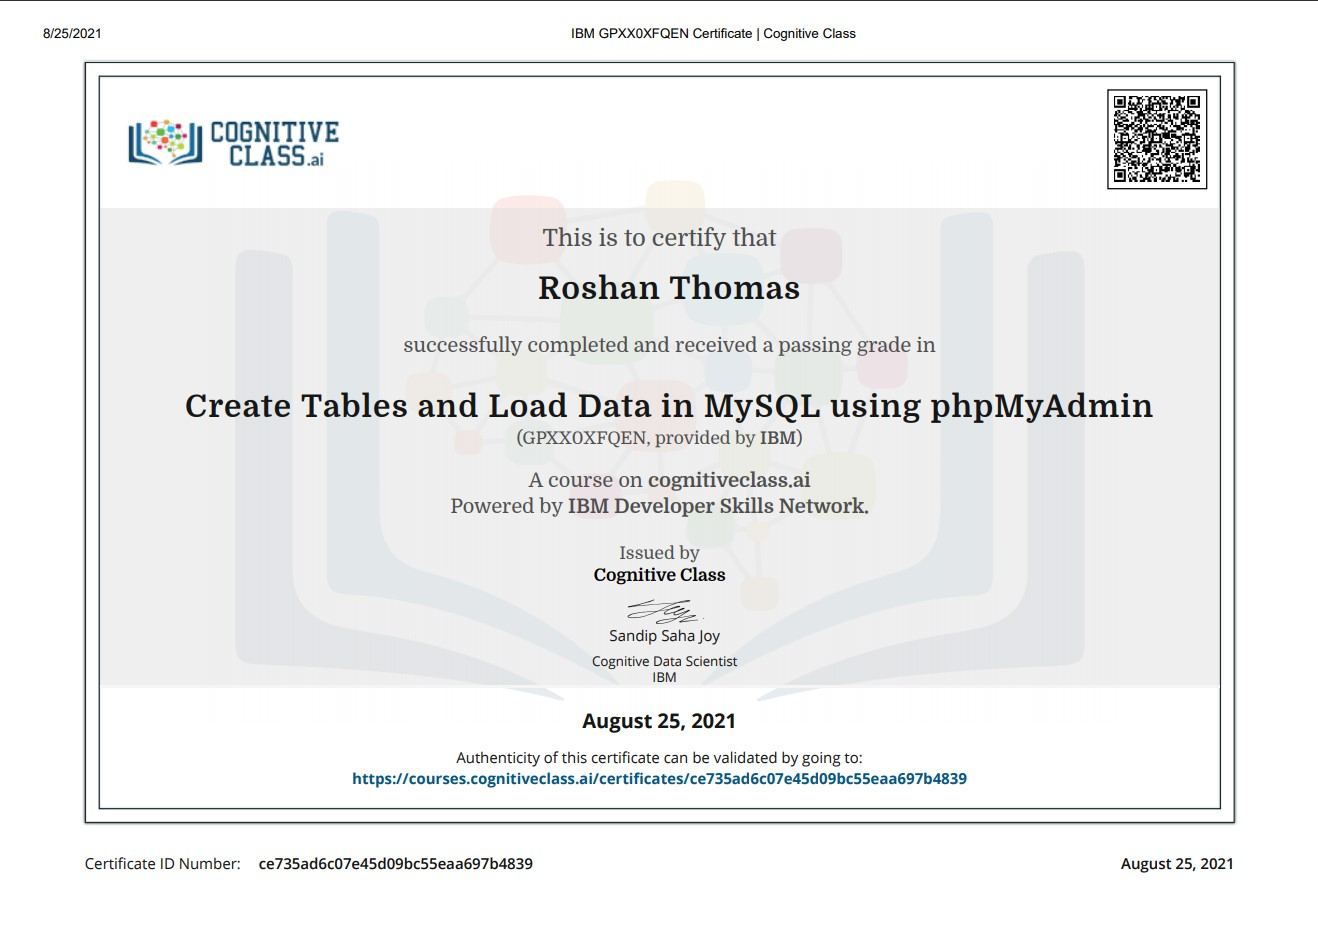 8/25/2021
IBM GPXX0XFQEN Certificate | Cognitive Class
COGNITIVE
CLASS.ai
This is to certify that
Roshan Thomas
successfully completed and received a passing grade in
Create Tables and Load Data in MySQL using phpMyAdmin
(GPXX0XFQEN, provided by IBM)
A course on cognitiveclass.ai
Powered by IBM Developer Skills Network.
Issued by
Cognitive Class
Sandip Saha Joy
Cognitive Data Scientist
IBM
August 25, 2021
Authenticity of this certificate can be validated by going to:
https://courses.cognitiveclass.ai/certificates/ce735ad6c07e45d09bc55eaa697b4839
Certificate ID Number: ce735ad6c07e45d09bc55eaa697b4839
August 25, 2021